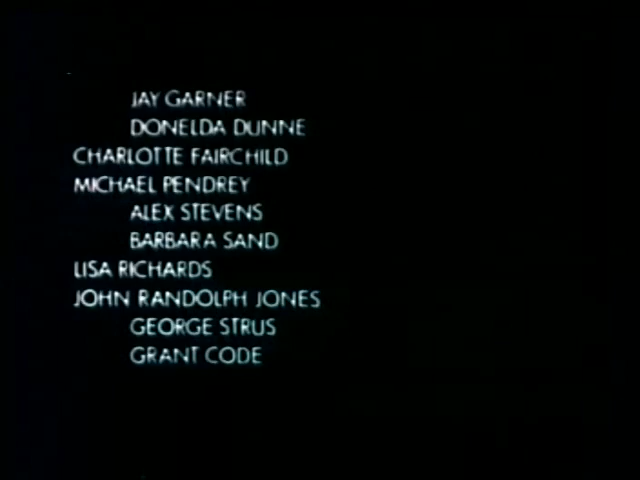 JAY GARNER
DONELDA DUNNE
CHARLOTTE FAIRCHILD
MICHAEL PENDREY
ALEX STEVENS
BARBARA SAND
LISA RICHARDS
JOHN RANDOLPH JONES
GEORGE STRUS
GRANT CODE